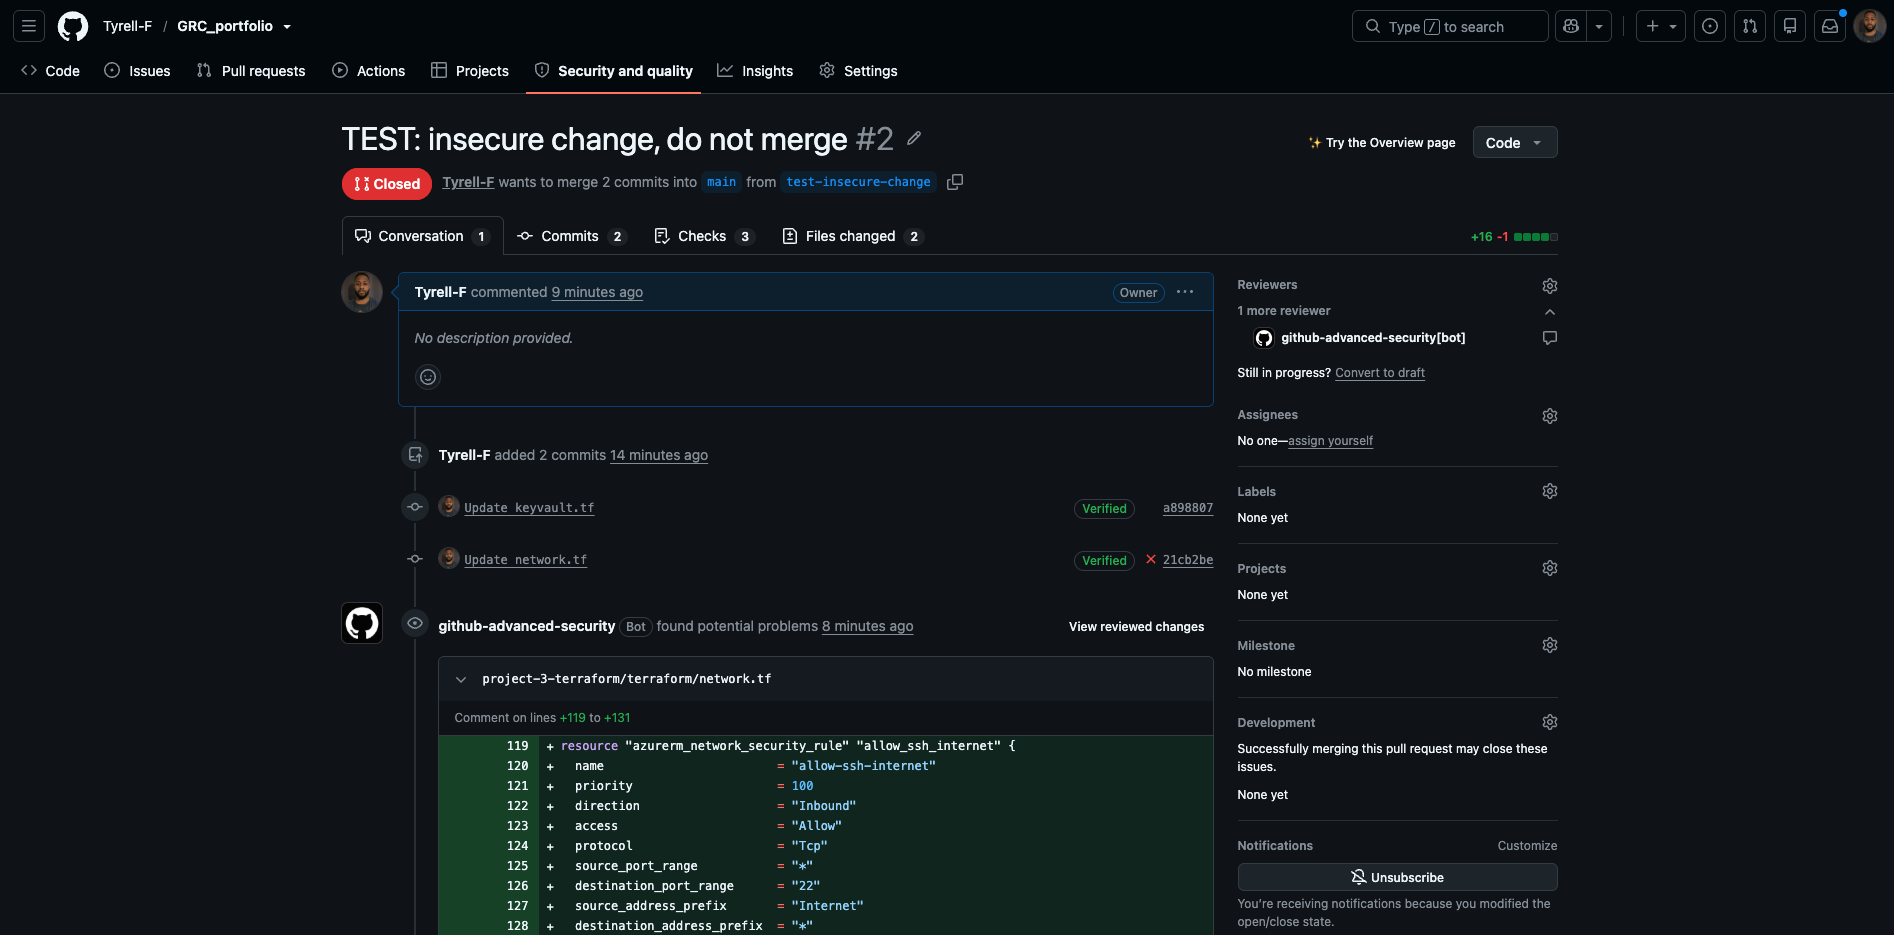 Tyrell-F / GRC_portfolio
Type / to search
Code
Issues
Pull requests
Actions
Projects
Security and quality
Insights
Settings
TEST: insecure change, do not merge #2
Try the Overview page
Code
Closed
Tyrell-F wants to merge 2 commits into main from test-insecure-change
Conversation 1
Commits 2
Checks 3
Files changed 2
+16 -1
Tyrell-F commented 9 minutes ago
Owner
No description provided.
Tyrell-F added 2 commits 14 minutes ago
Update keyvault.tf
Verified
a898807
Update network.tf
Verified
21cb2be
github-advanced-security Bot found potential problems 8 minutes ago
View reviewed changes
project-3-terraform/terraform/network.tf
Comment on lines +119 to +131
119 + resource "azurerm_network_security_rule" "allow_ssh_internet" {
120 + name = "allow-ssh-internet"
121 + priority = 100
122 + direction = "Inbound"
123 + access = "Allow"
124 + protocol = "Tcp"
125 + source_port_range = "*"
126 + destination_port_range = "22"
127 + source_address_prefix = "Internet"
128 + destination_address_prefix = "*"
Reviewers
1 more reviewer
github-advanced-security[bot]
Still in progress? Convert to draft
Assignees
No one—assign yourself
Labels
None yet
Projects
None yet
Milestone
No milestone
Development
Successfully merging this pull request may close these
issues.
None yet
Notifications
Customize
Unsubscribe
You're receiving notifications because you modified the
open/close state.